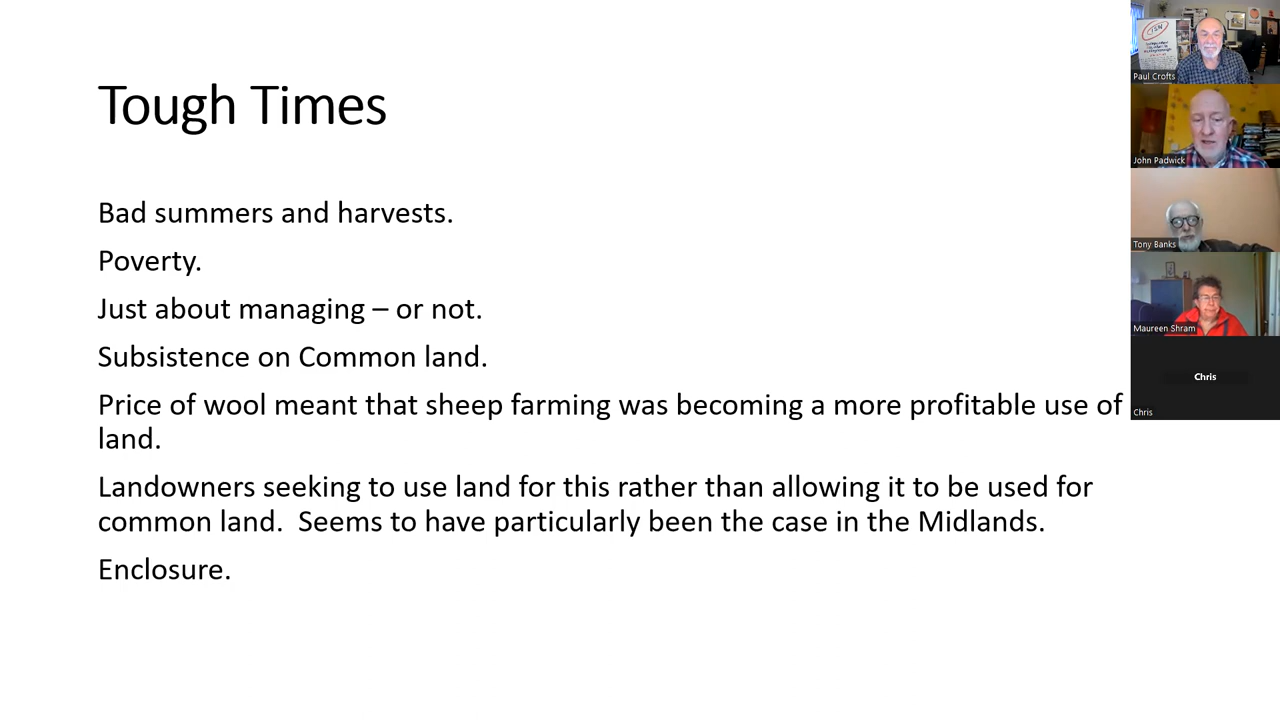 Tough Times
Bad summers and harvests.
Poverty.
Just about managing – or not.
Subsistence on Common land.
Price of wool meant that sheep farming was becoming a more profitable use of
land.
Landowners seeking to use land for this rather than allowing it to be used for
common land.  Seems to have particularly been the case in the Midlands.
Enclosure.
Paul Crofts
John Padwick
Tony Banks
Maureen Shram
Chris
Chris